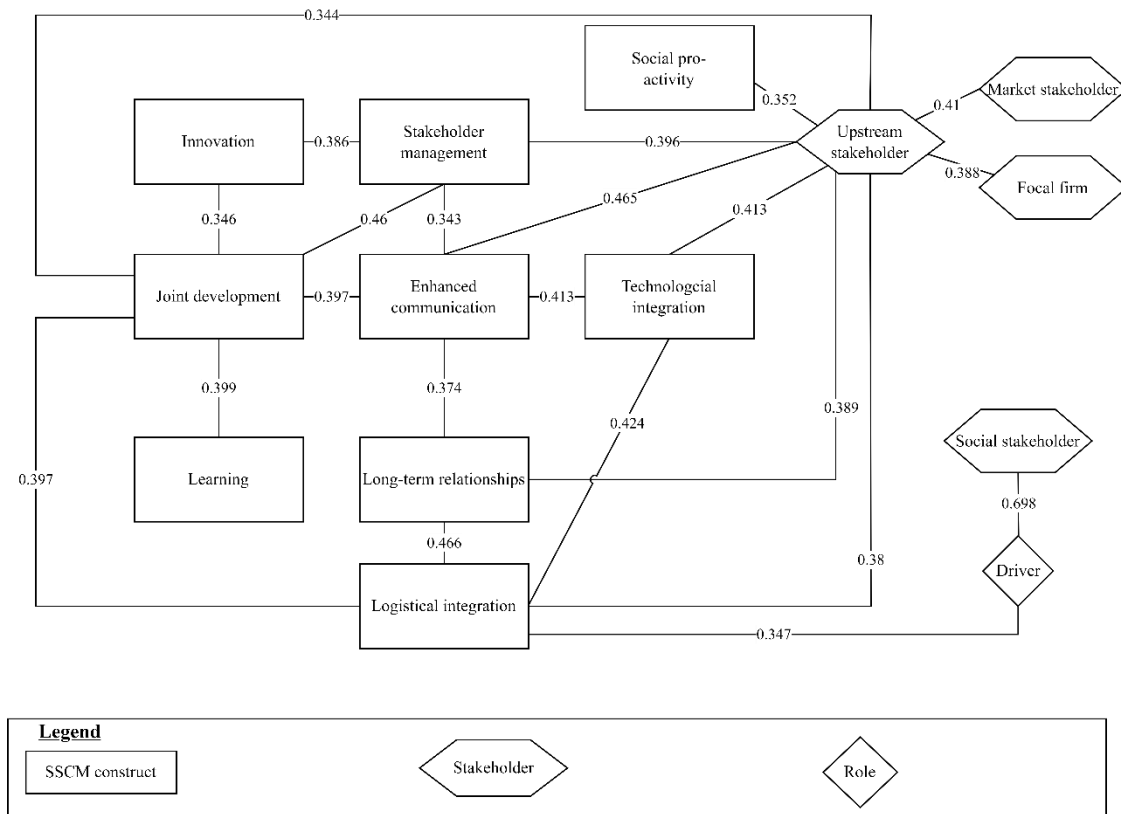 0.344
Social pro-
activity
0.352
Market stakeholder
0.41
Innovation
0.386
Stakeholder
management
0.396
Upstream
stakeholder
0.388
Focal firm
0.346
0.46
0.343
0.465
0.413
Joint development
0.397
Enhanced
communication
0.413
Technologcial
integration
0.399
0.374
0.389
0.424
0.397
Learning
Long-term relationships
Social stakeholder
0.466
0.698
0.38
Driver
Logistical integration
0.347
Legend
SSCM construct
Stakeholder
Role